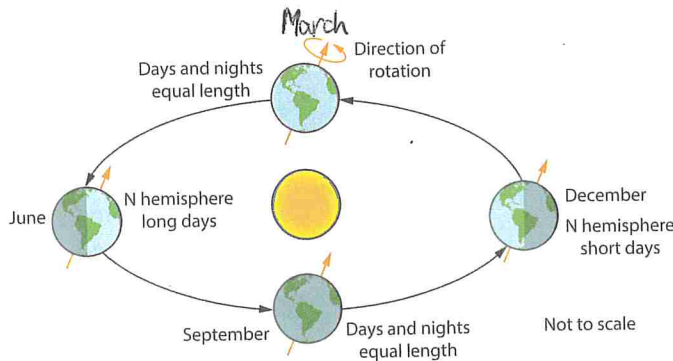 March
Direction of
rotation
Days and nights
equal length
June
N hemisphere
long days
December
N hemisphere
short days
September
Days and nights
equal length
Not to scale